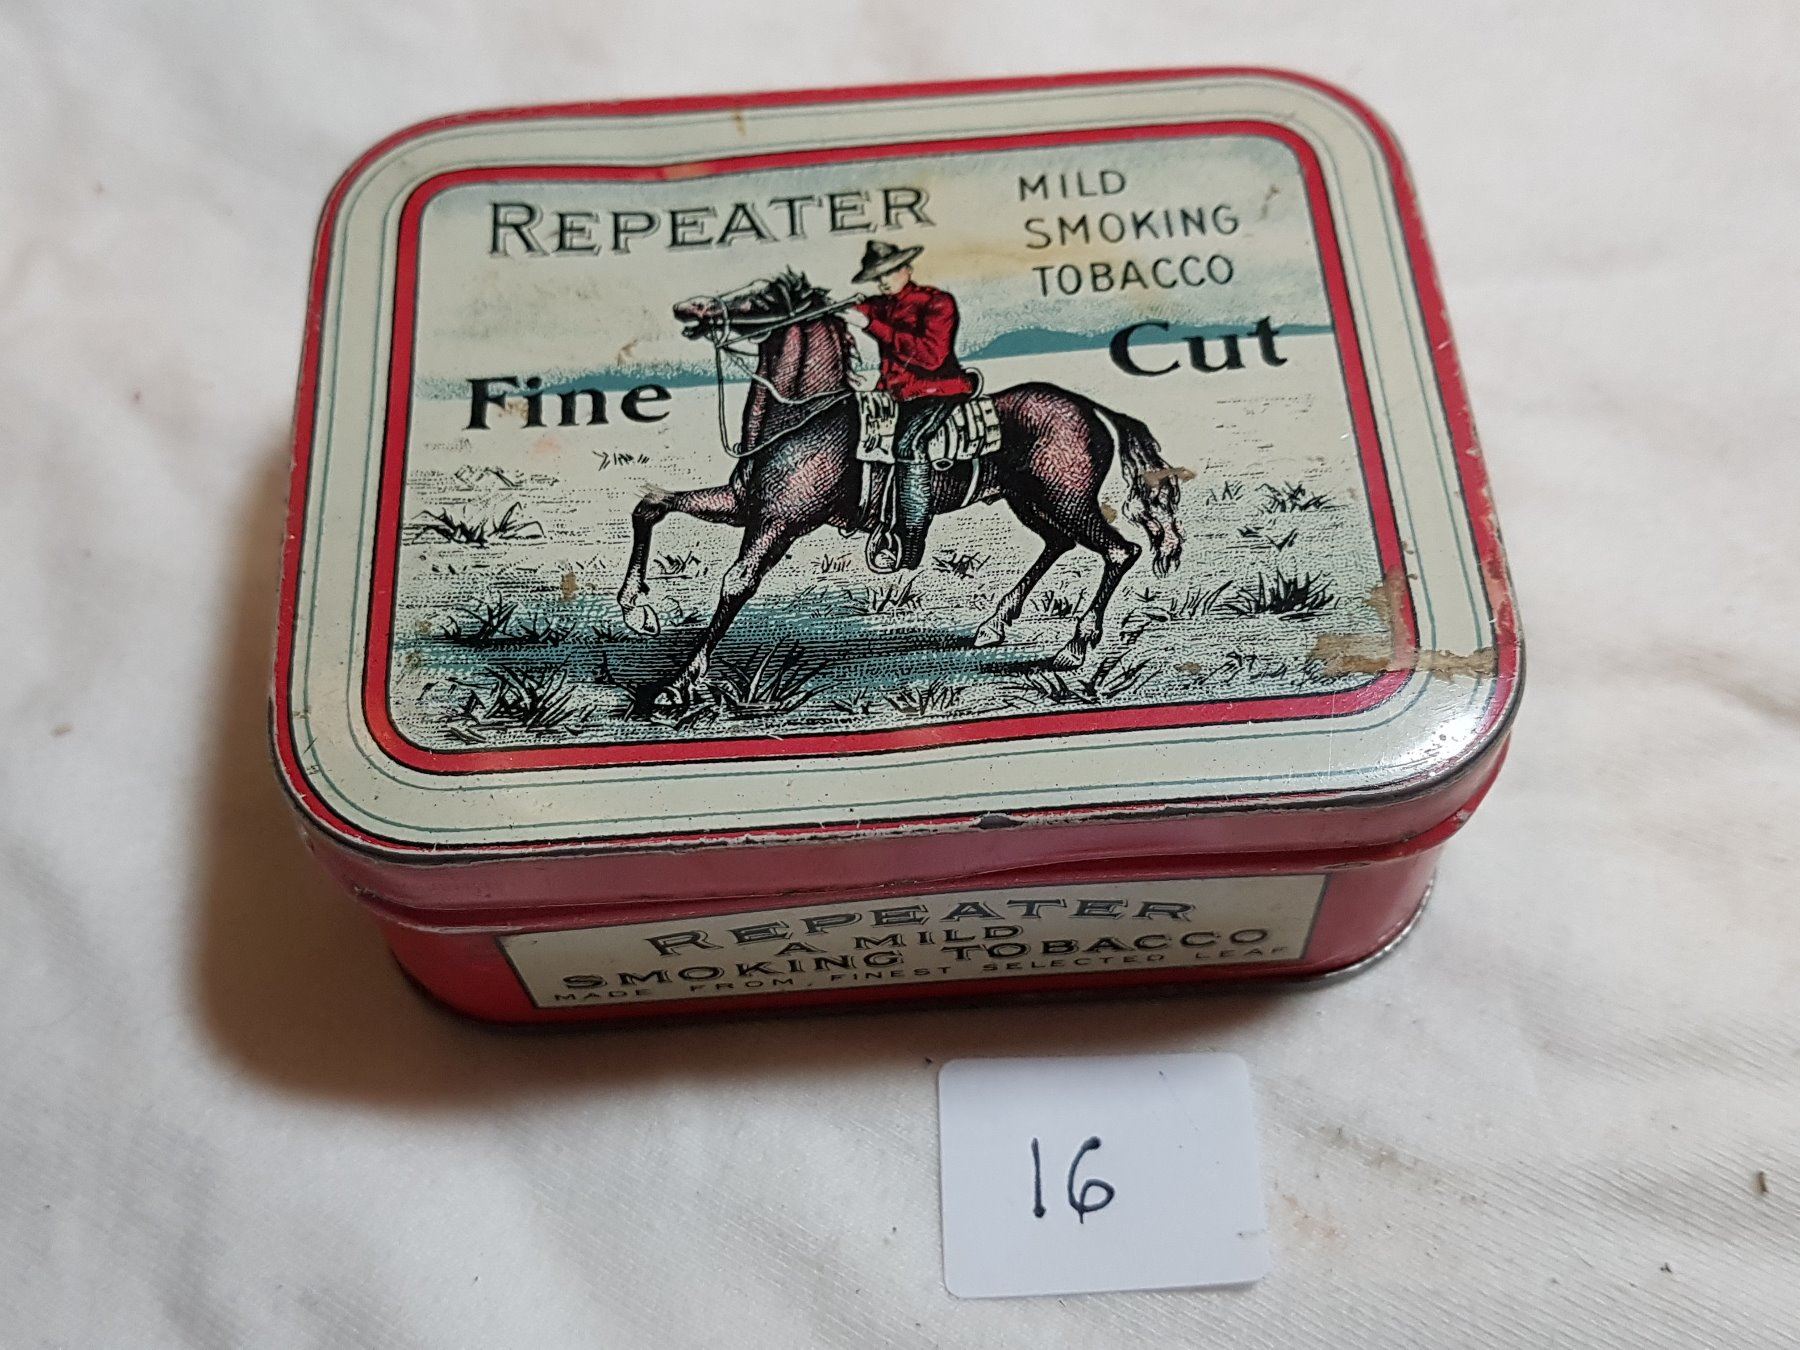 REPEATER
MILD
SMOKING
TOBACCO
Fine Cut
REPEATER
A MILD
SMOKING TOBACCO
MADE FROM FINEST SELECTED LEAF
16